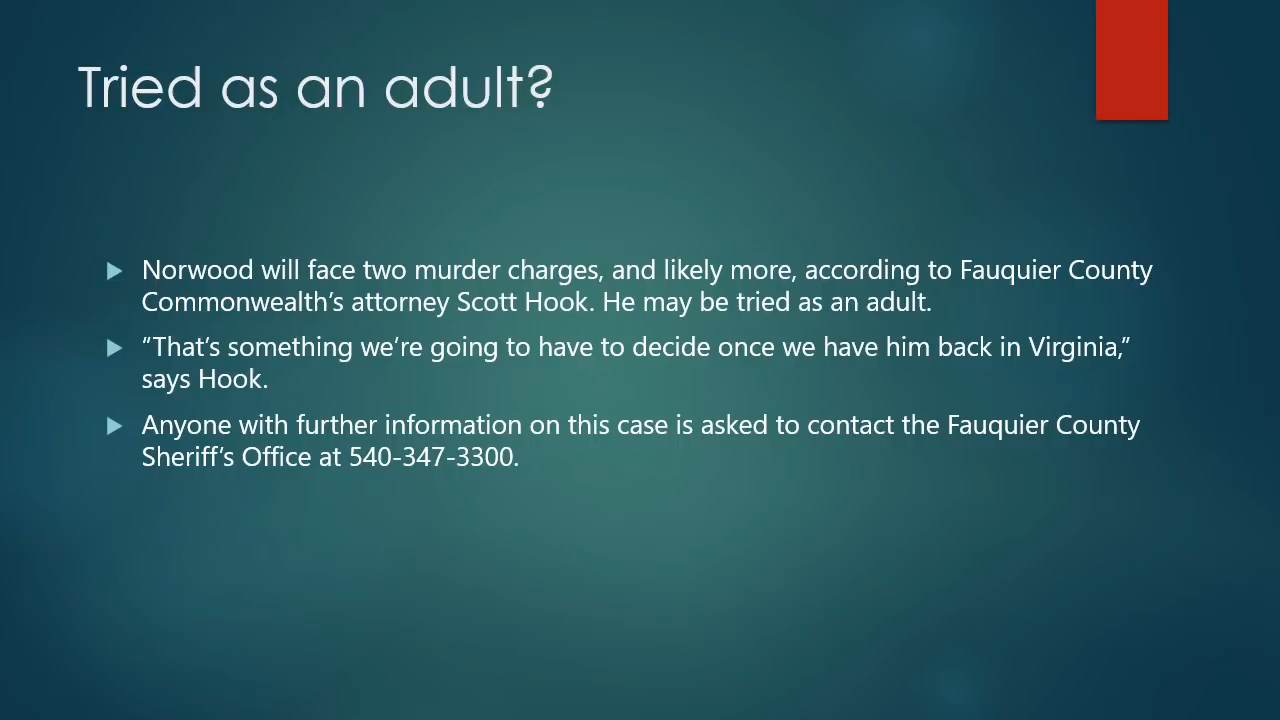 Tried as an adult?
Norwood will face two murder charges, and likely more, according to Fauquier County
Commonwealth’s attorney Scott Hook. He may be tried as an adult.
“That’s something we’re going to have to decide once we have him back in Virginia,”
says Hook.
Anyone with further information on this case is asked to contact the Fauquier County
Sheriff’s Office at 540-347-3300.